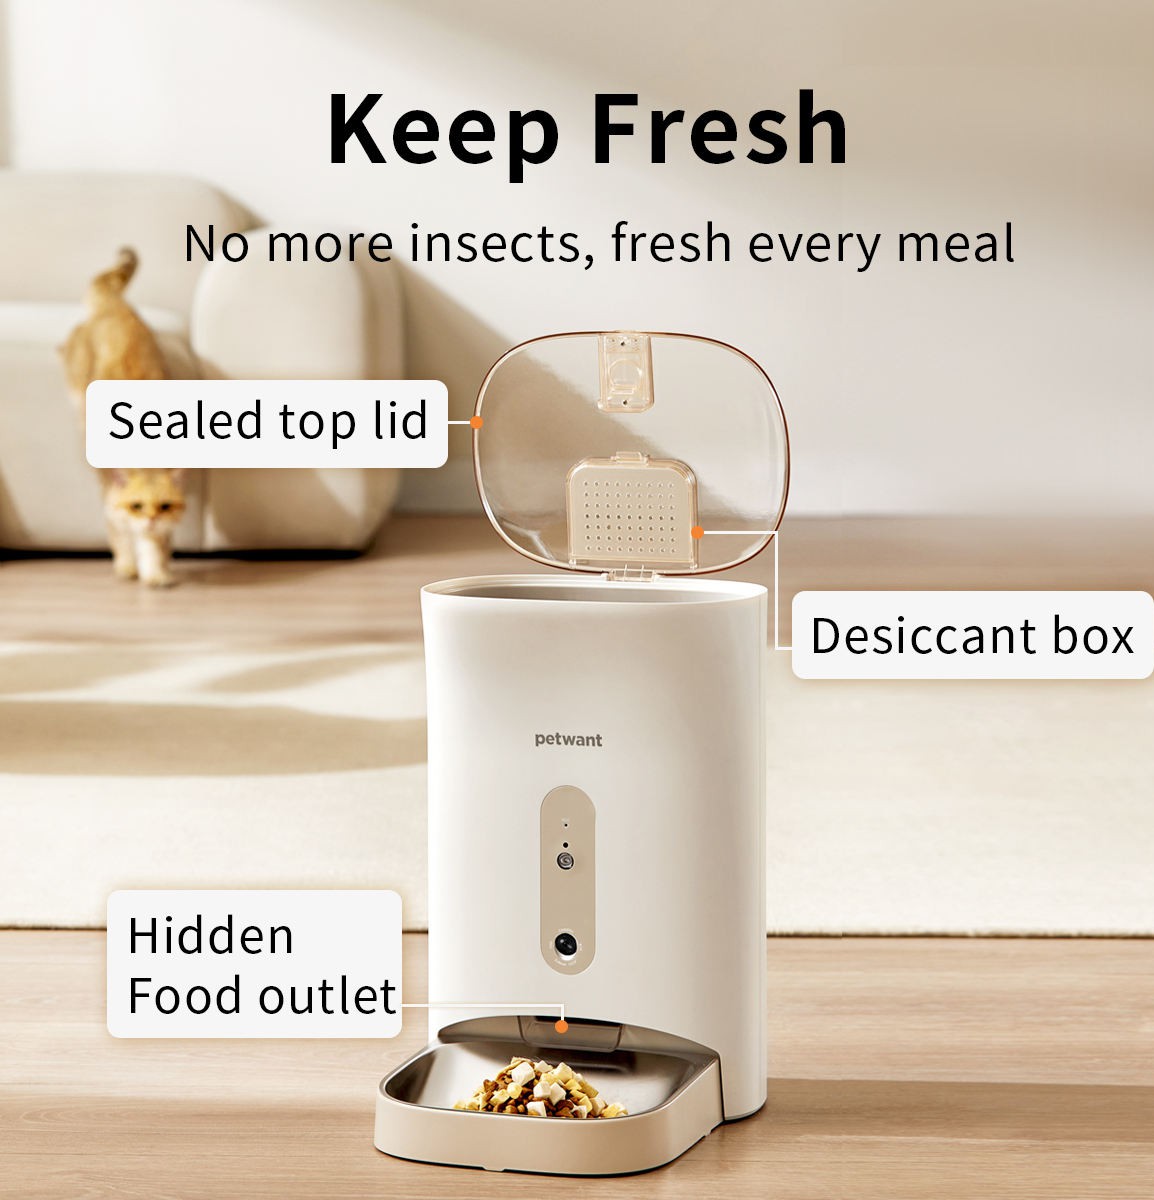 Keep Fresh
No more insects, fresh every meal
Sealed top lid
Desiccant box
petwant
Hidden
Food outlet